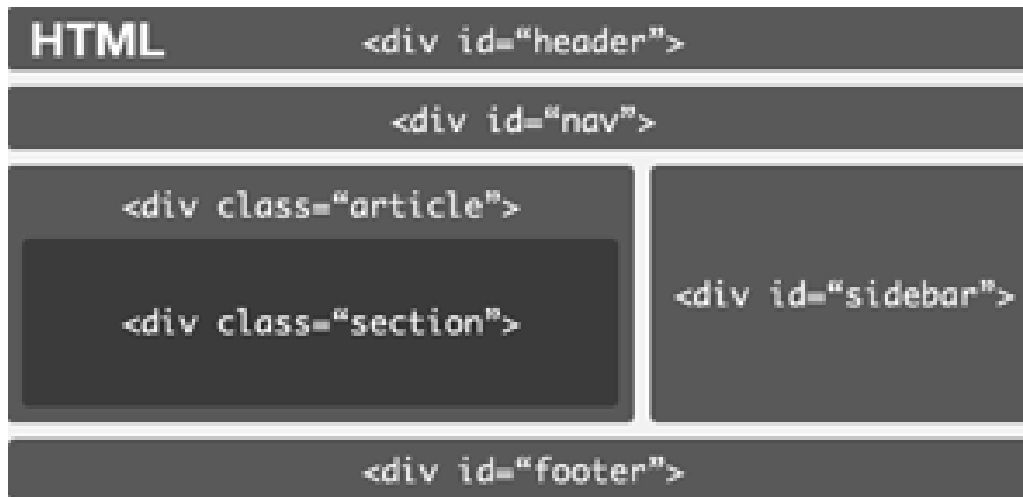 HTML <div id=“header”>
<div id=“nav”>
<div class=“article”>
<div class=“section”>
<div id=“sidebar”>
<div id=“footer”>